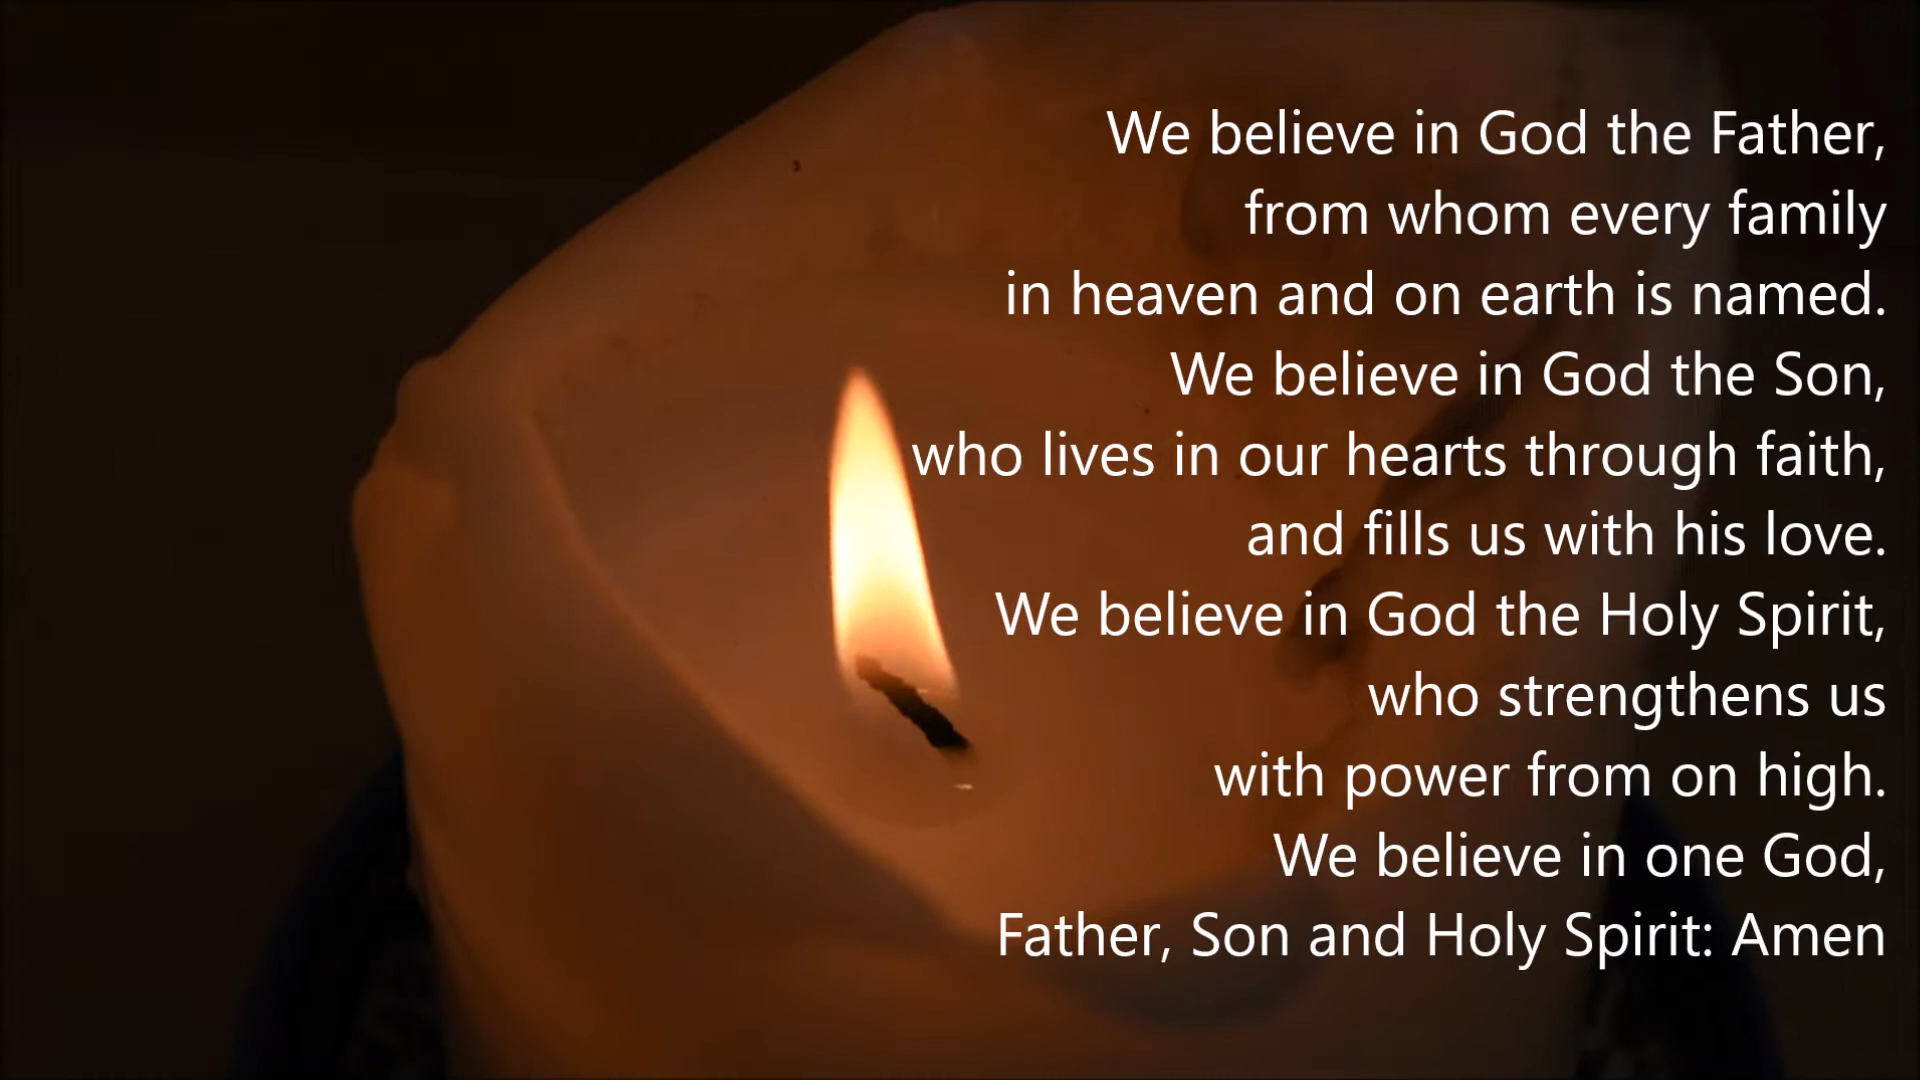 We believe in God the Father,
from whom every family
in heaven and on earth is named.
We believe in God the Son,
who lives in our hearts through faith,
and fills us with his love.
We believe in God the Holy Spirit,
who strengthens us
with power from on high.
We believe in one God,
Father, Son and Holy Spirit: Amen